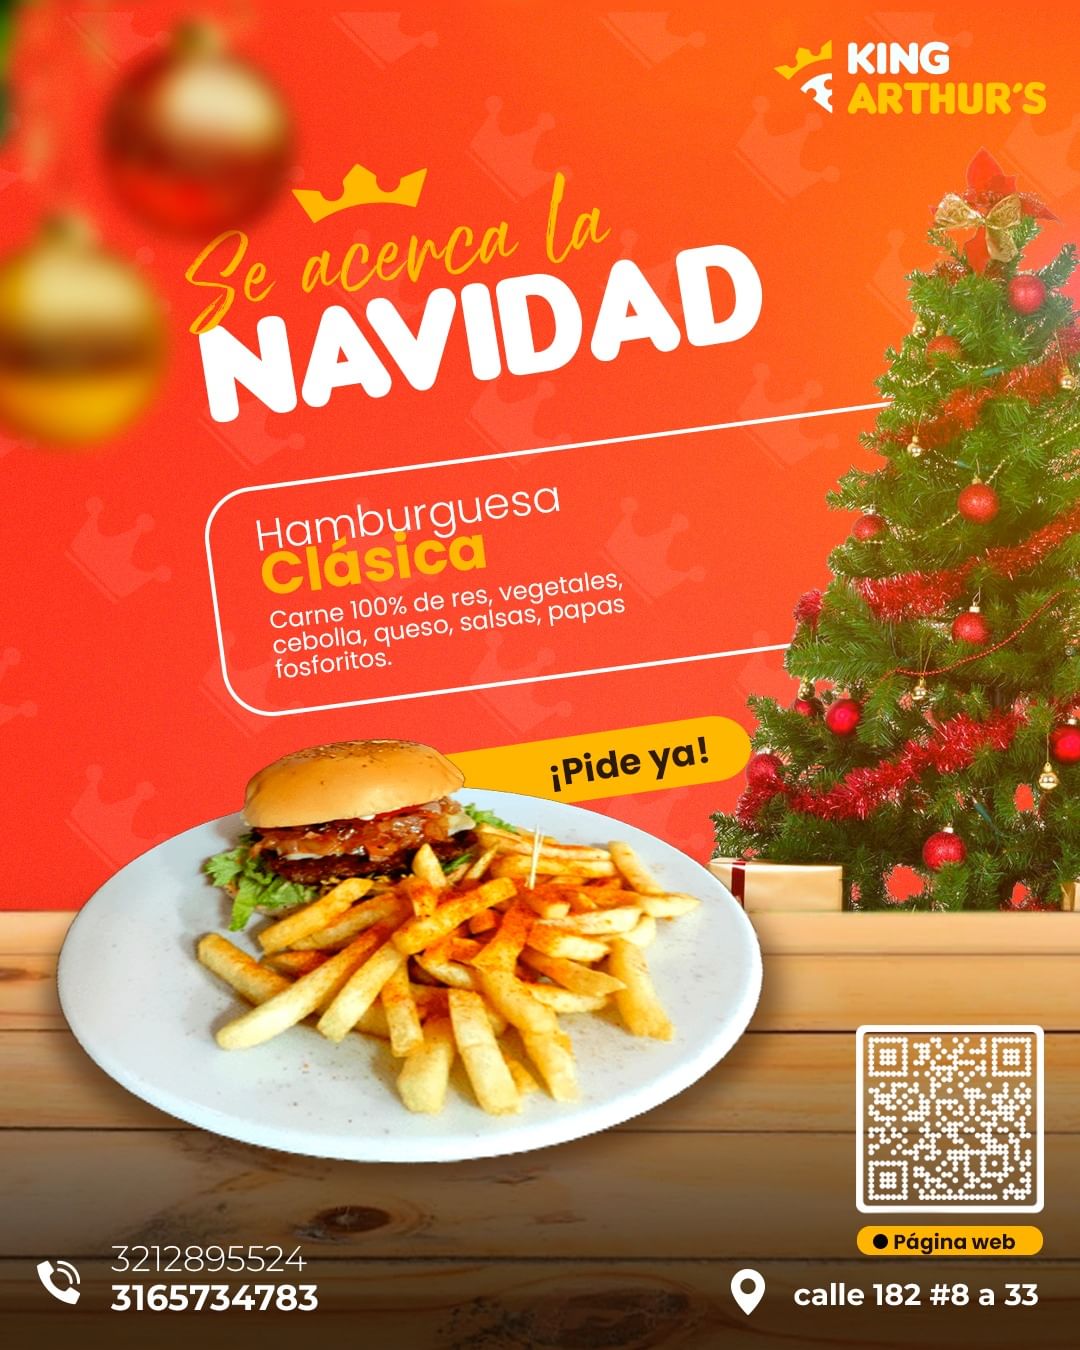 KING
ARTHUR'S
Se acerca la
NAVIDAD
Hamburguesa
Clásica
Carne 100% de res, vegetales,
cebolla, queso, salsas, papas
fosforitos.
¡Pide ya!
Página web
3212895524
3165734783
calle 182 #8 a 33